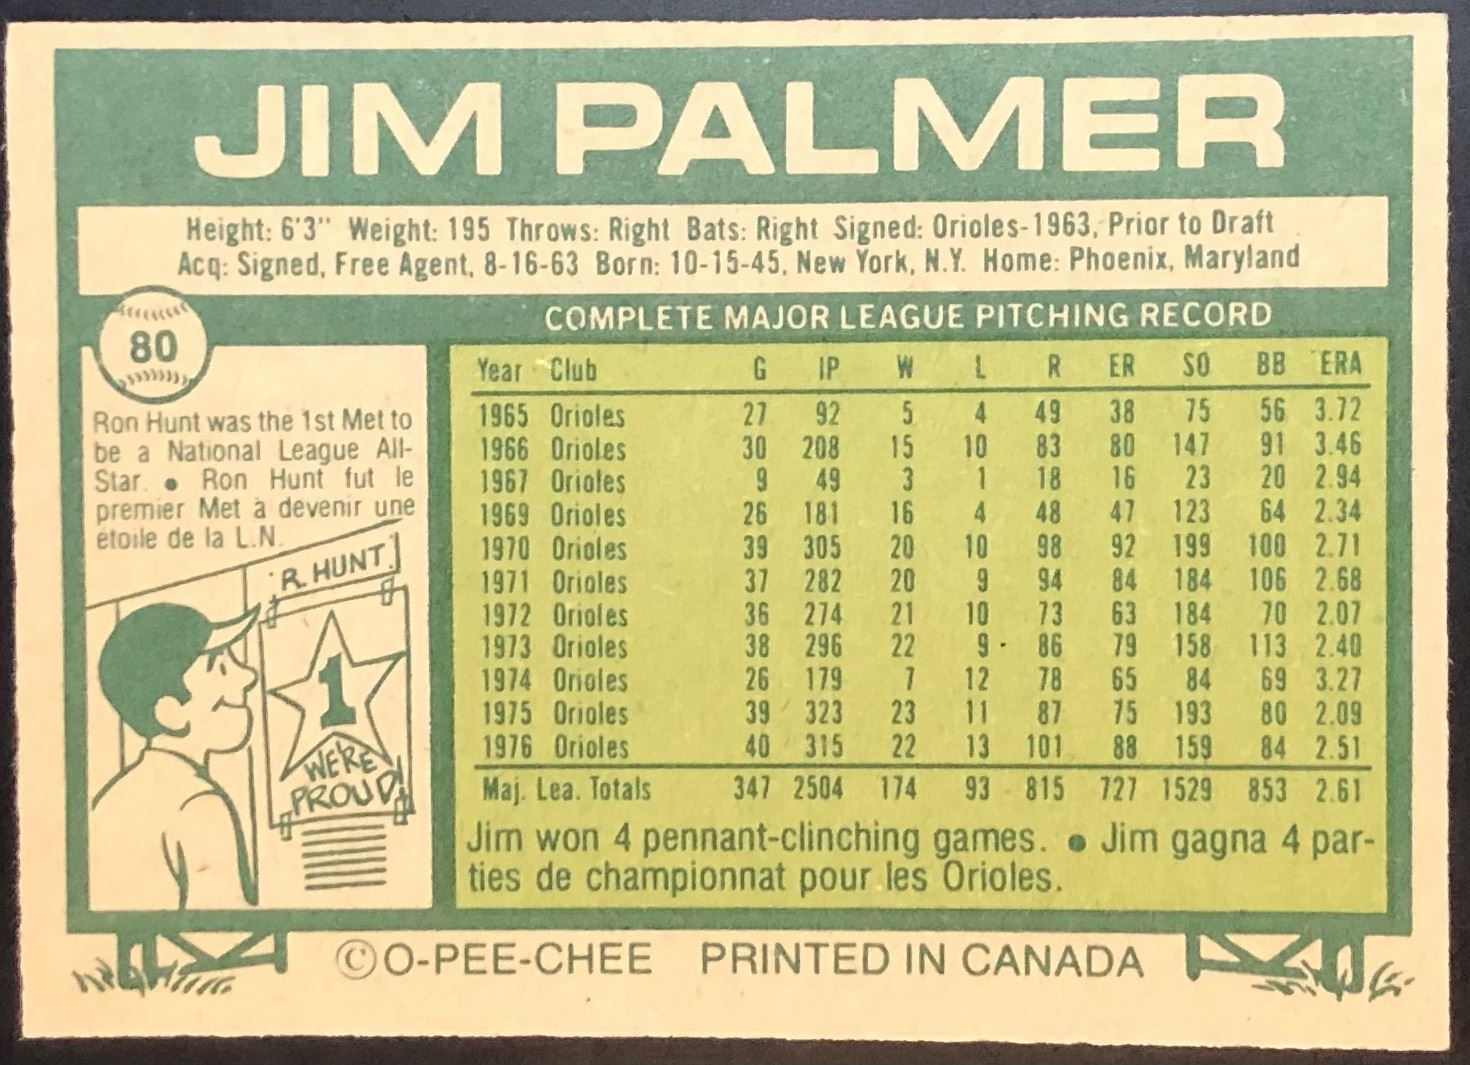 JIM PALMER
Height: 6'3" Weight: 195 Throws: Right Bats: Right Signed: Orioles-1963, Prior to Draft
Acq: Signed, Free Agent, 8-16-63 Born: 10-15-45, New York, N.Y. Home: Phoenix, Maryland
80
Ron Hunt was the 1st Met to
be a National League All-
Star. • Ron Hunt fut le
premier Met à devenir une
étoile de la L.N.
R. HUNT
1
WE'RE
PROUD!
COMPLETE MAJOR LEAGUE PITCHING RECORD
Year Club G IP W L R ER SO BB ERA
1965 Orioles 27 92 5 4 49 38 75 56 3.72
1966 Orioles 30 208 15 10 83 80 147 91 3.46
1967 Orioles 9 49 3 1 18 16 23 20 2.94
1969 Orioles 26 181 16 4 48 47 123 64 2.34
1970 Orioles 39 305 20 10 98 92 199 100 2.71
1971 Orioles 37 282 20 9 94 84 184 106 2.68
1972 Orioles 36 274 21 10 73 63 184 70 2.07
1973 Orioles 38 296 22 9 86 79 158 113 2.40
1974 Orioles 26 179 7 12 78 65 84 69 3.27
1975 Orioles 39 323 23 11 87 75 193 80 2.09
1976 Orioles 40 315 22 13 101 88 159 84 2.51
Maj. Lea. Totals 347 2504 174 93 815 727 1529 853 2.61
Jim won 4 pennant-clinching games. • Jim gagna 4 par-
ties de championnat pour les Orioles.
©O-PEE-CHEE PRINTED IN CANADA